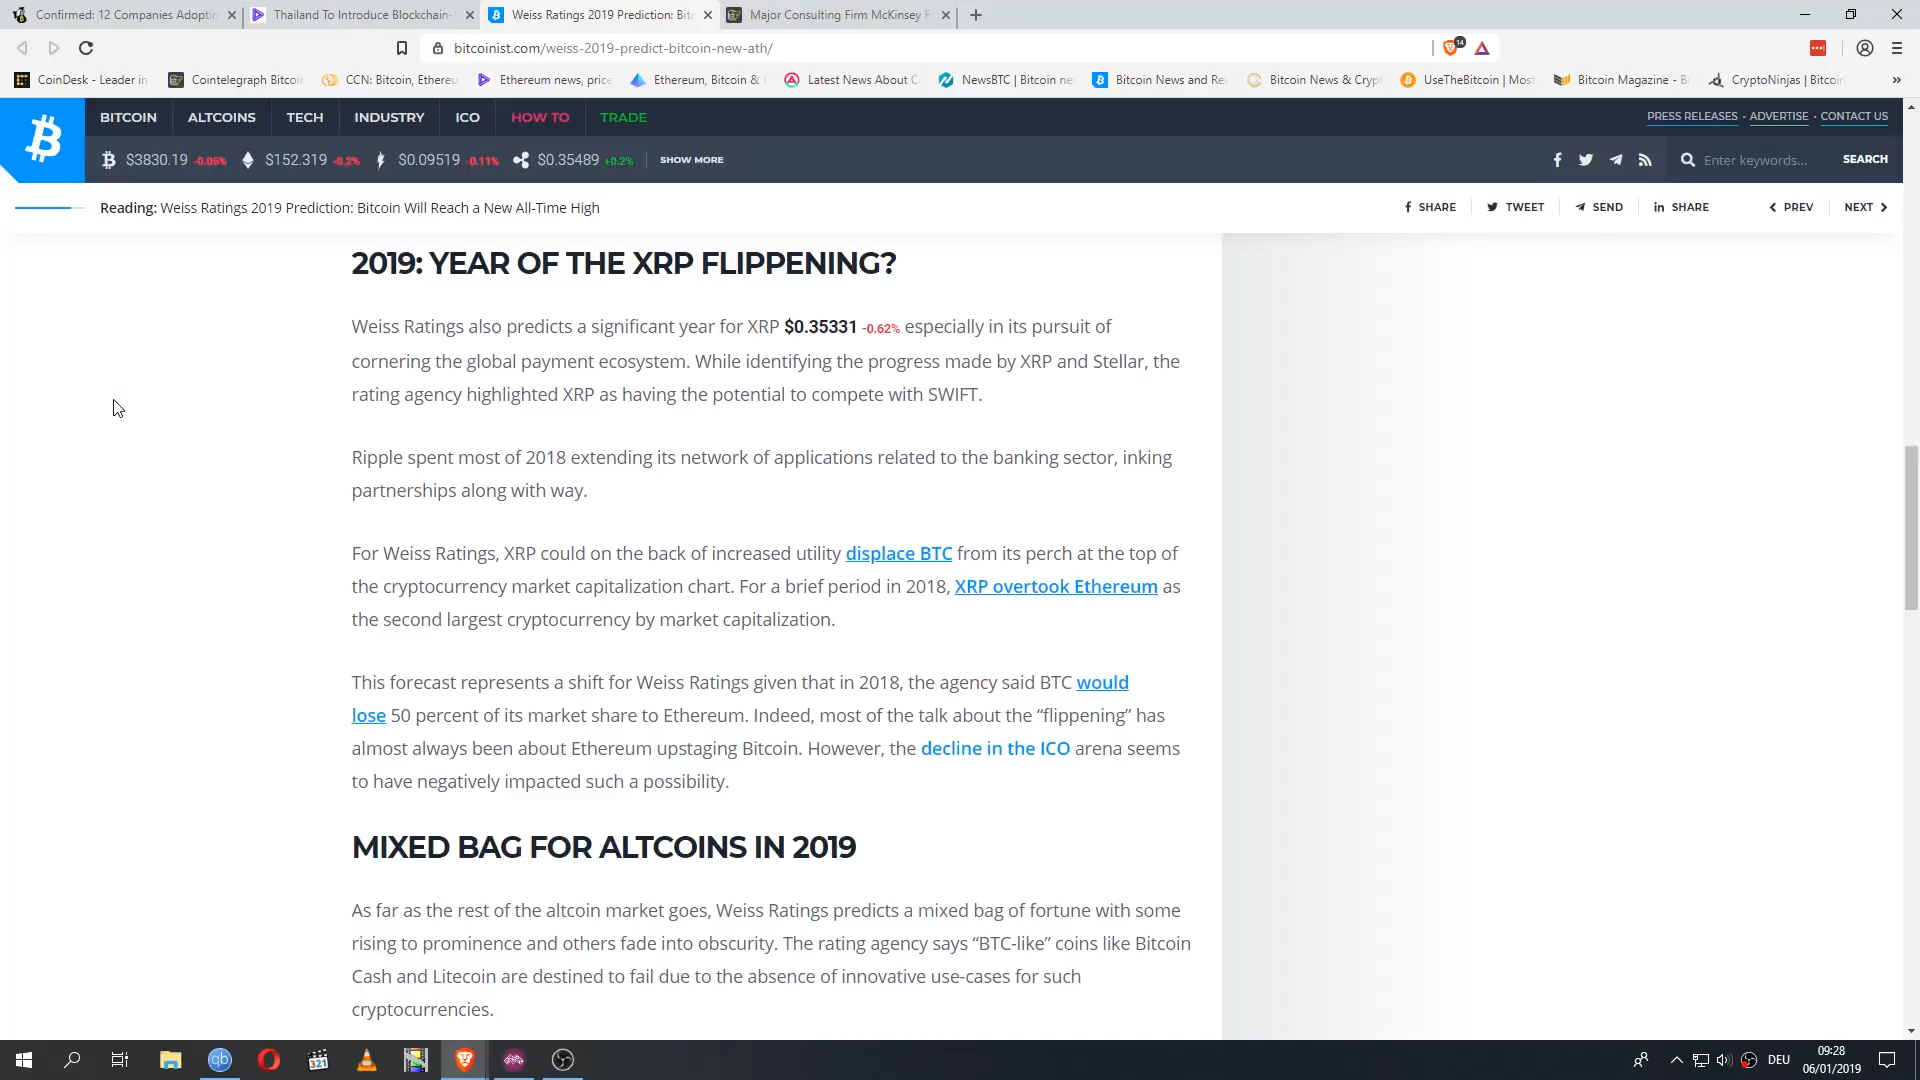 Confirmed: 12 Companies Adoptin
Thailand To Introduce Blockchain-
Weiss Ratings 2019 Prediction: Bit
Major Consulting Firm McKinsey F
bitcoinist.com/weiss-2019-predict-bitcoin-new-ath/
14
CoinDesk - Leader in
Cointelegraph Bitcoi
CCN: Bitcoin, Ethere
Ethereum news, price
Ethereum, Bitcoin &
Latest News About C
NewsBTC | Bitcoin ne
Bitcoin News and Re
Bitcoin News & Crypt
UseTheBitcoin | Most
Bitcoin Magazine - B
CryptoNinjas | Bitcoin
BITCOIN
ALTCOINS
TECH
INDUSTRY
ICO
HOW TO
TRADE
PRESS RELEASES · ADVERTISE · CONTACT US
$3830.19 -0.05%
$152.319 -0.2%
$0.09519 -0.11%
$0.35489 +0.2%
SHOW MORE
Enter keywords...
SEARCH
Reading: Weiss Ratings 2019 Prediction: Bitcoin Will Reach a New All-Time High
SHARE
TWEET
SEND
SHARE
PREV
NEXT
2019: YEAR OF THE XRP FLIPPENING?
Weiss Ratings also predicts a significant year for XRP $0.35331 -0.62% especially in its pursuit of
cornering the global payment ecosystem. While identifying the progress made by XRP and Stellar, the
rating agency highlighted XRP as having the potential to compete with SWIFT.
Ripple spent most of 2018 extending its network of applications related to the banking sector, inking
partnerships along with way.
For Weiss Ratings, XRP could on the back of increased utility displace BTC from its perch at the top of
the cryptocurrency market capitalization chart. For a brief period in 2018, XRP overtook Ethereum as
the second largest cryptocurrency by market capitalization.
This forecast represents a shift for Weiss Ratings given that in 2018, the agency said BTC would
lose 50 percent of its market share to Ethereum. Indeed, most of the talk about the “flippening” has
almost always been about Ethereum upstaging Bitcoin. However, the decline in the ICO arena seems
to have negatively impacted such a possibility.
MIXED BAG FOR ALTCOINS IN 2019
As far as the rest of the altcoin market goes, Weiss Ratings predicts a mixed bag of fortune with some
rising to prominence and others fade into obscurity. The rating agency says “BTC-like” coins like Bitcoin
Cash and Litecoin are destined to fail due to the absence of innovative use-cases for such
cryptocurrencies.
qb
321
DEU
09:28
06/01/2019